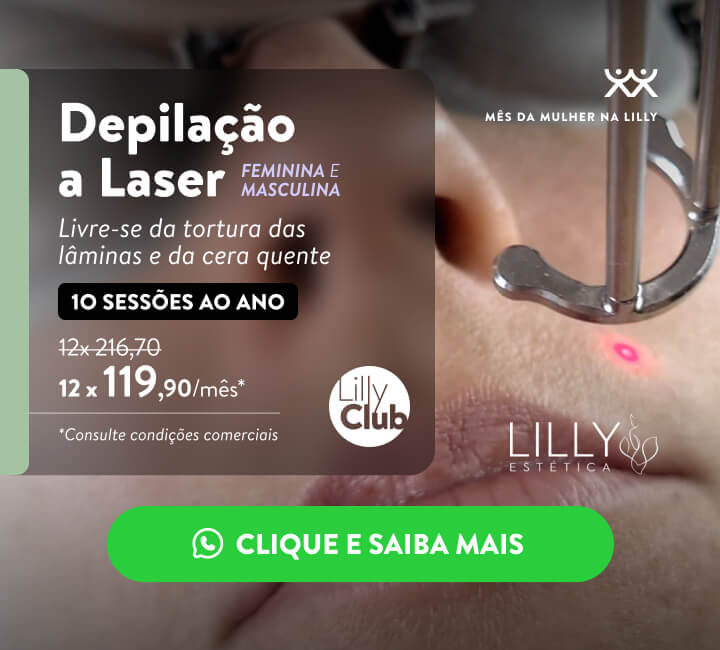 Depilação
a Laser FEMININA E
MASCULINA
Livre-se da tortura das
lâminas e da cera quente
10 SESSÕES AO ANO
12x 216,70
12 x 119,90/mês*
*Consulte condições comerciais
Lilly
Club
MÊS DA MULHER NA LILLY
LILLY
ESTÉTICA
CLIQUE E SAIBA MAIS